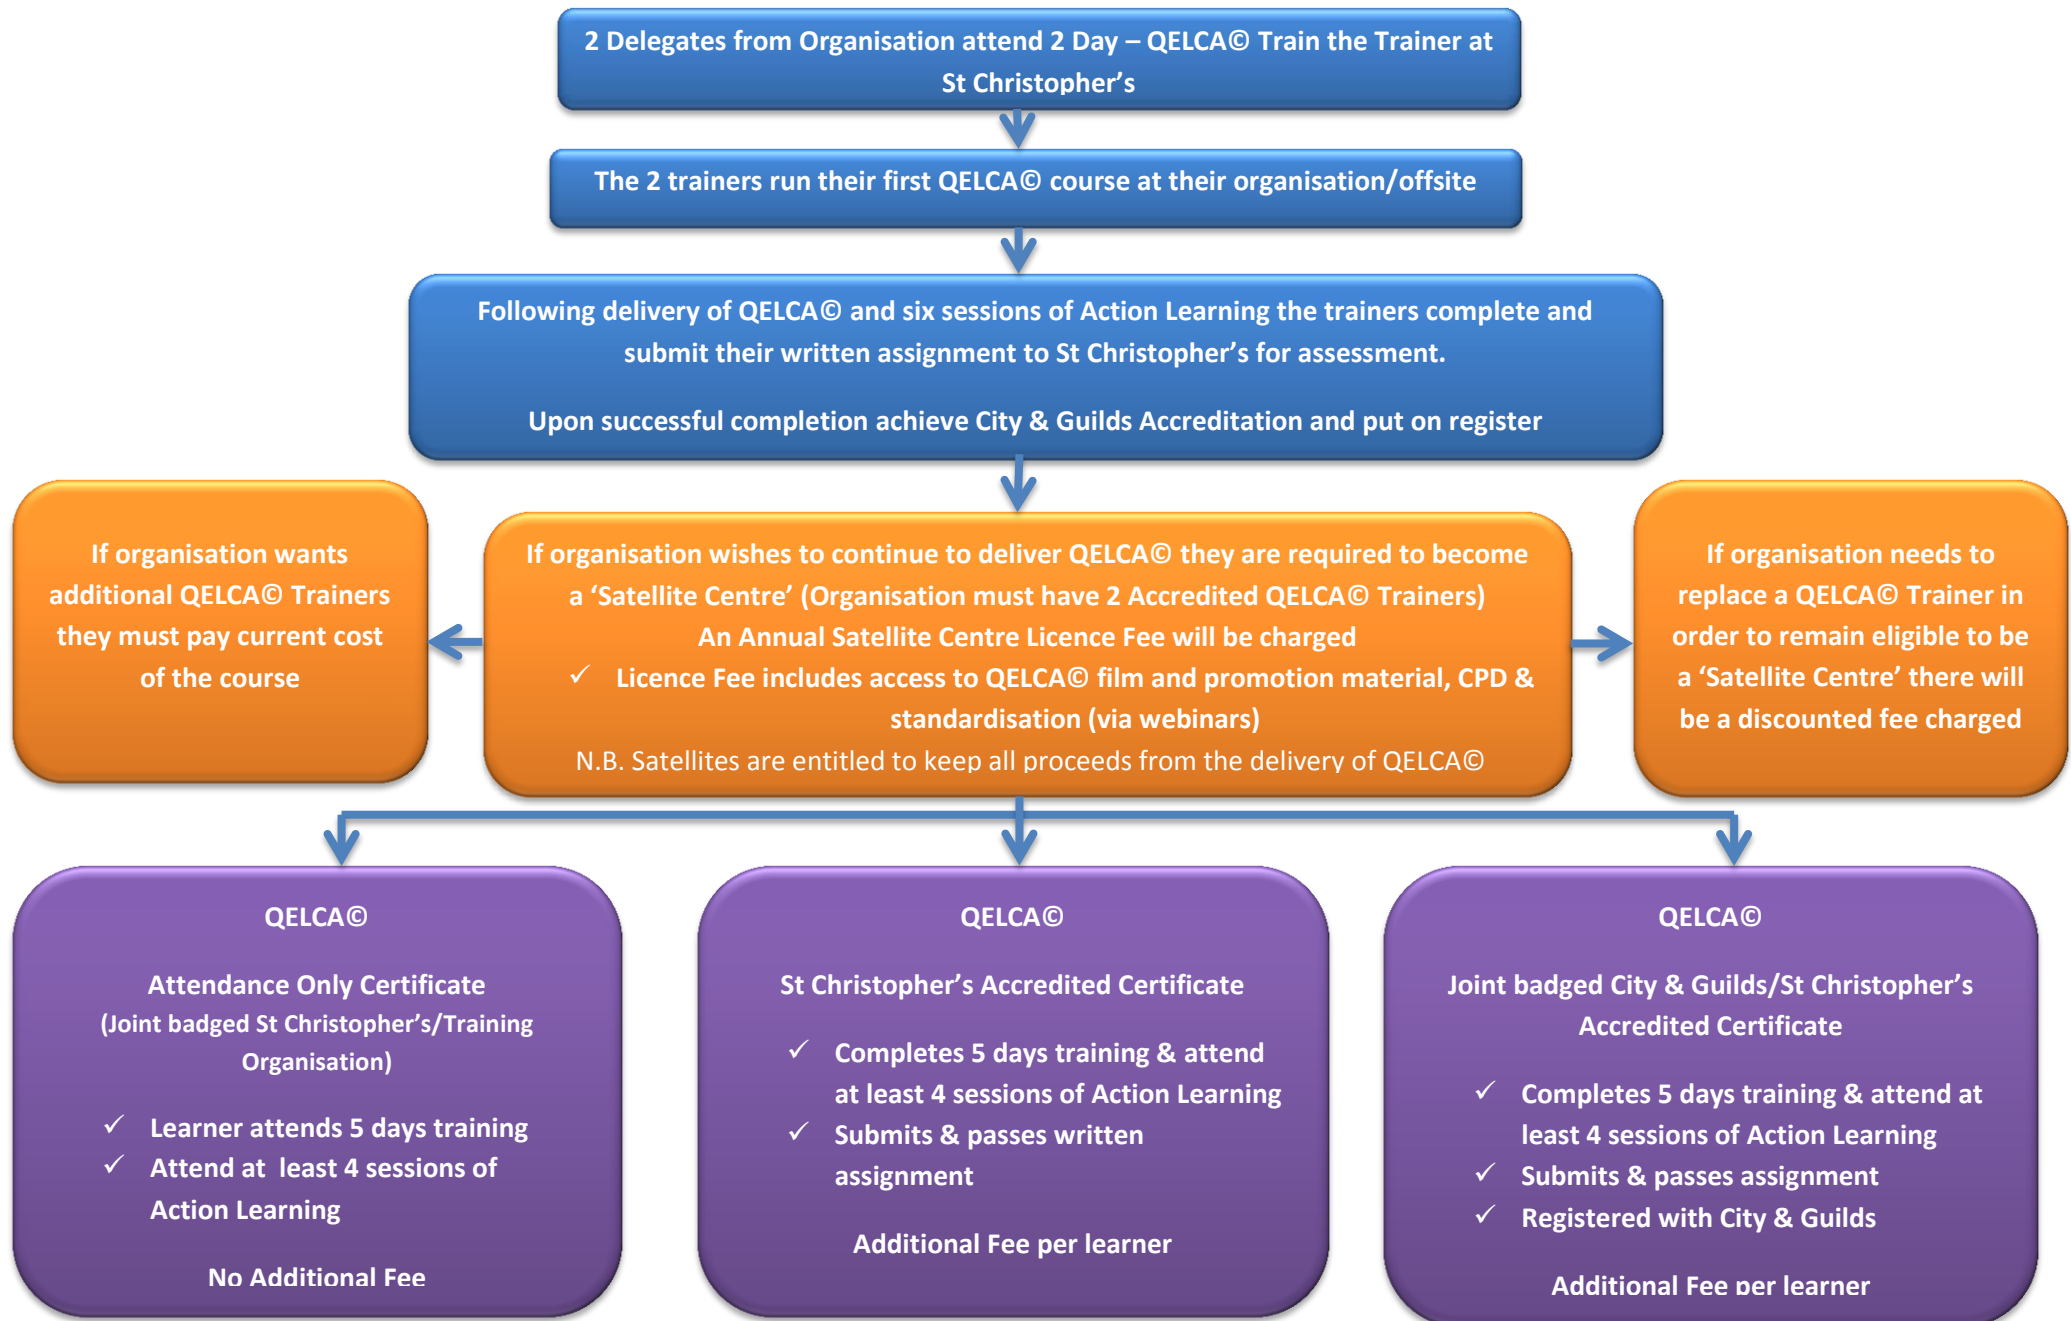 2 Delegates from Organisation attend 2 Day – QELCA© Train the Trainer at
St Christopher’s
The 2 trainers run their first QELCA© course at their organisation/offsite
Following delivery of QELCA© and six sessions of Action Learning the trainers complete and
submit their written assignment to St Christopher’s for assessment.
Upon successful completion achieve City & Guilds Accreditation and put on register
If organisation wants
additional QELCA© Trainers
they must pay current cost
of the course
If organisation wishes to continue to deliver QELCA© they are required to become
a ‘Satellite Centre’ (Organisation must have 2 Accredited QELCA© Trainers)
An Annual Satellite Centre Licence Fee will be charged
✓ Licence Fee includes access to QELCA© film and promotion material, CPD &
standardisation (via webinars)
N.B. Satellites are entitled to keep all proceeds from the delivery of QELCA©
If organisation needs to
replace a QELCA© Trainer in
order to remain eligible to be
a ‘Satellite Centre’ there will
be a discounted fee charged
QELCA©
Attendance Only Certificate
(Joint badged St Christopher’s/Training
Organisation)
✓ Learner attends 5 days training
✓ Attend at  least 4 sessions of
Action Learning
No Additional Fee
QELCA©
St Christopher’s Accredited Certificate
✓ Completes 5 days training & attend
at least 4 sessions of Action Learning
✓ Submits & passes written
assignment
Additional Fee per learner
QELCA©
Joint badged City & Guilds/St Christopher’s
Accredited Certificate
✓ Completes 5 days training & attend at
least 4 sessions of Action Learning
✓ Submits & passes assignment
✓ Registered with City & Guilds
Additional Fee per learner